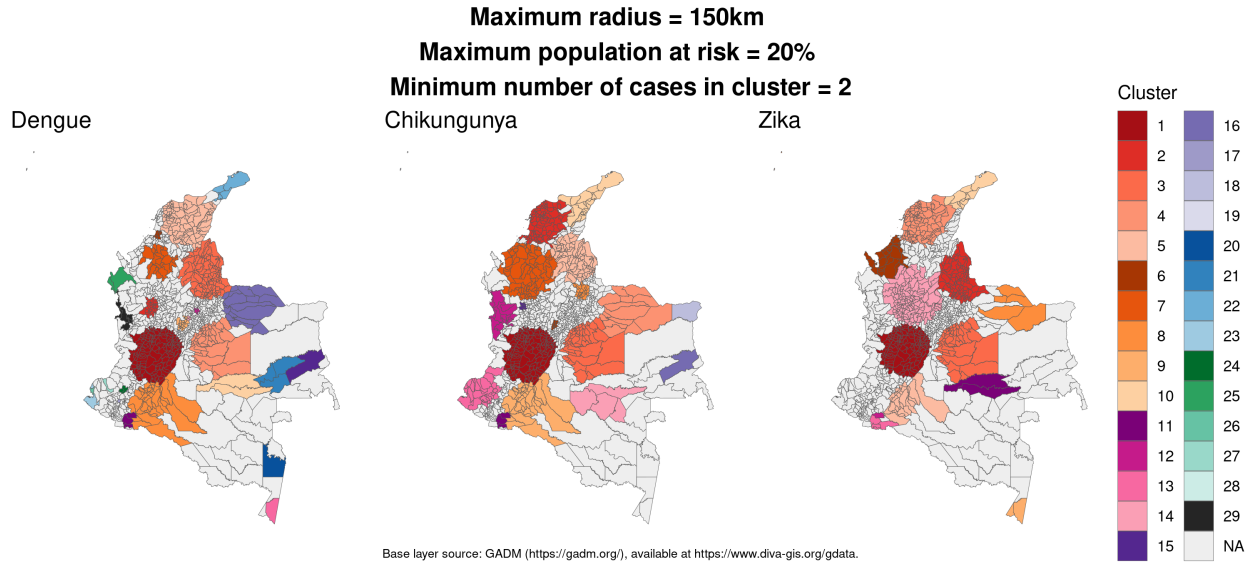 Maximum radius = 150km
Maximum population at risk = 20%
Minimum number of cases in cluster = 2
Dengue
Chikungunya
Zika
Cluster
1 16
2 17
3 18
4 19
5 20
6 21
7 22
8 23
9 24
10 25
11 26
12 27
13 28
14 29
15 NA
Base layer source: GADM (https://gadm.org/), available at https://www.diva-gis.org/gdata.